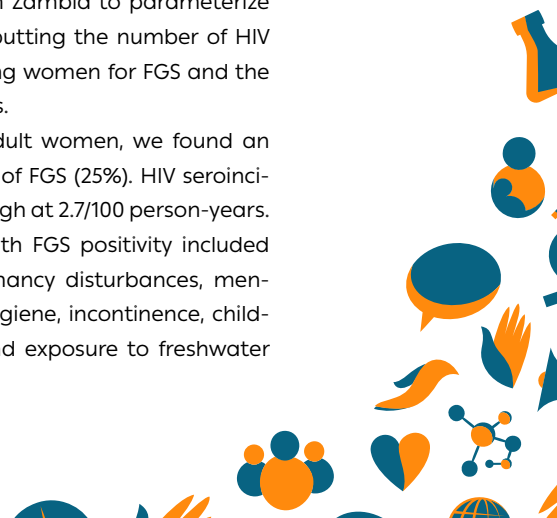 Zambia to parameterize
utting the number of HIV
g women for FGS and the
s.
dult women, we found an
of FGS (25%). HIV seroinci-
gh at 2.7/100 person-years.
th FGS positivity included
nancy disturbances, men-
giene, incontinence, child-
d exposure to freshwater